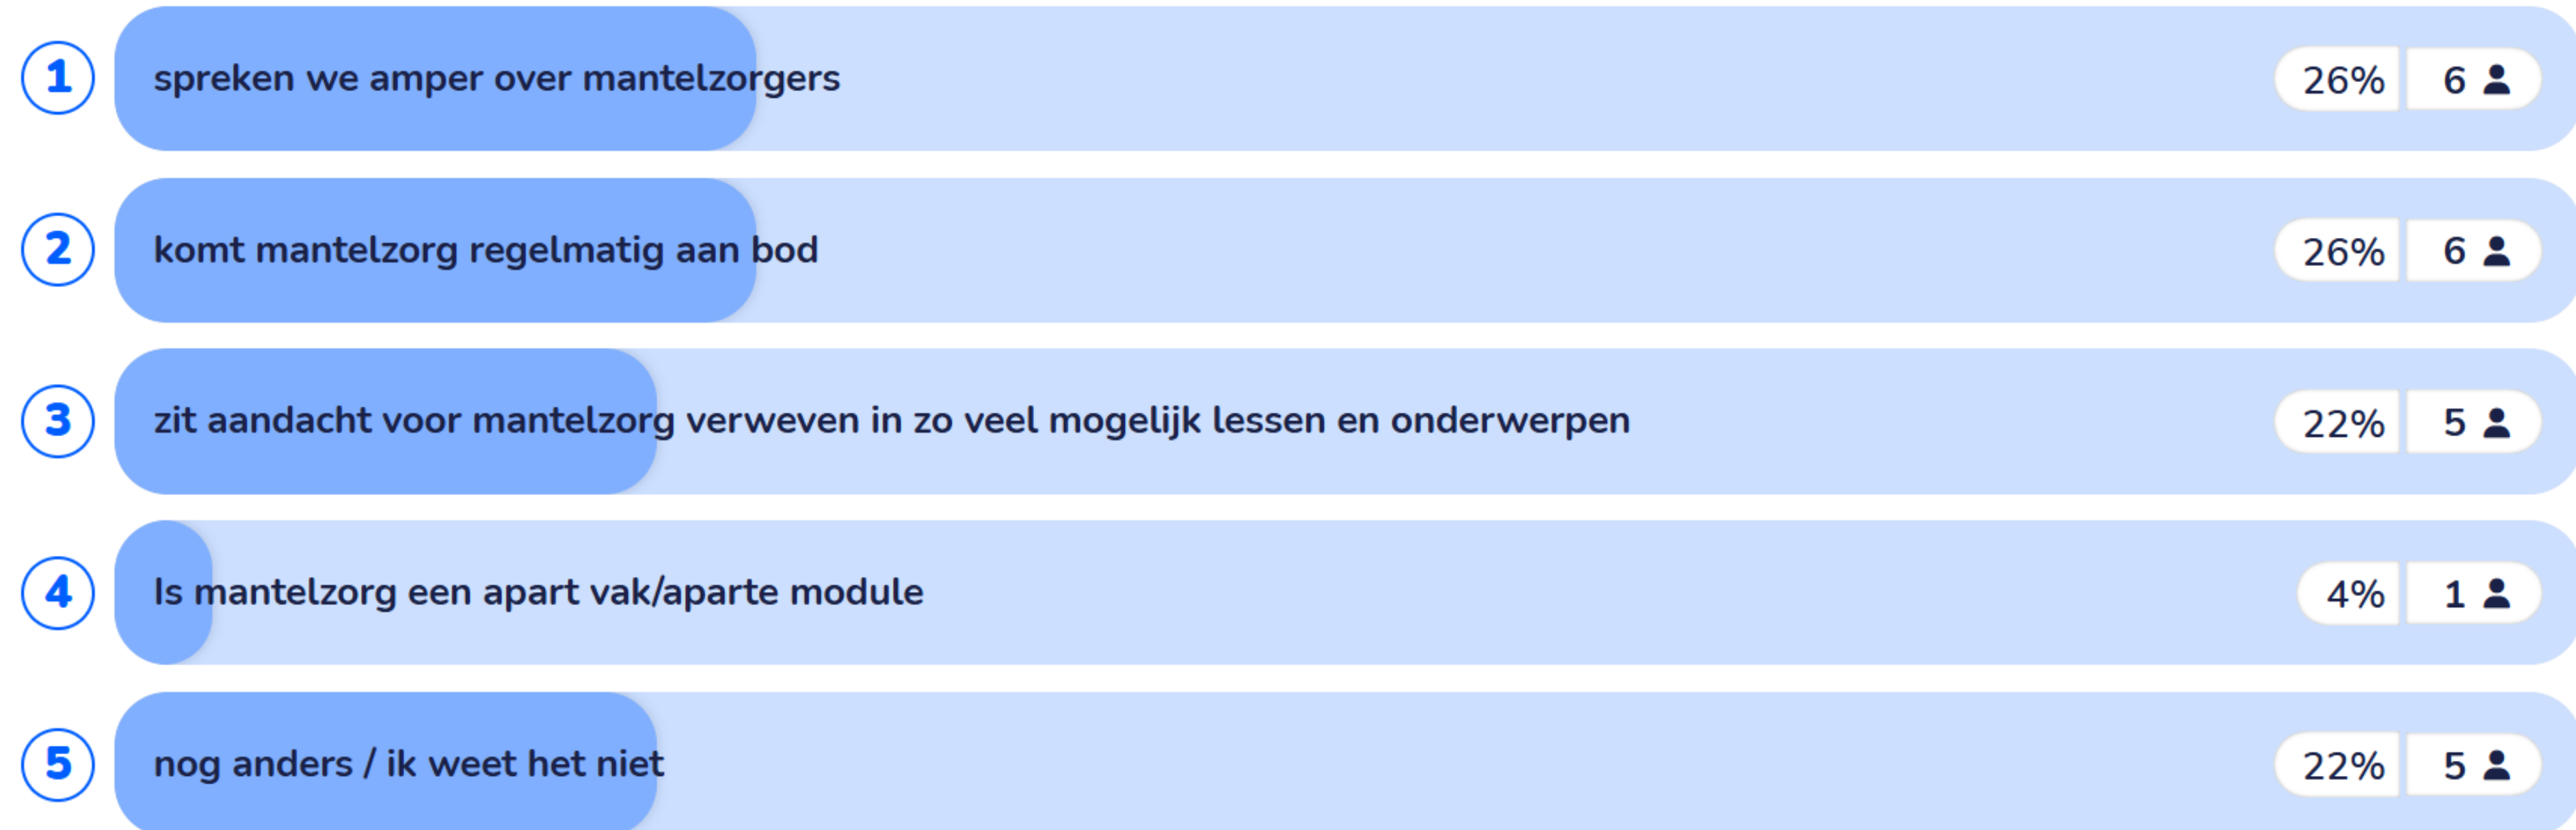 1 spreken we amper over mantelzorgers 26% 6
2 komt mantelzorg regelmatig aan bod 26% 6
3 zit aandacht voor mantelzorg verweven in zo veel mogelijk lessen en onderwerpen 22% 5
4 Is mantelzorg een apart vak/aparte module 4% 1
5 nog anders / ik weet het niet 22% 5